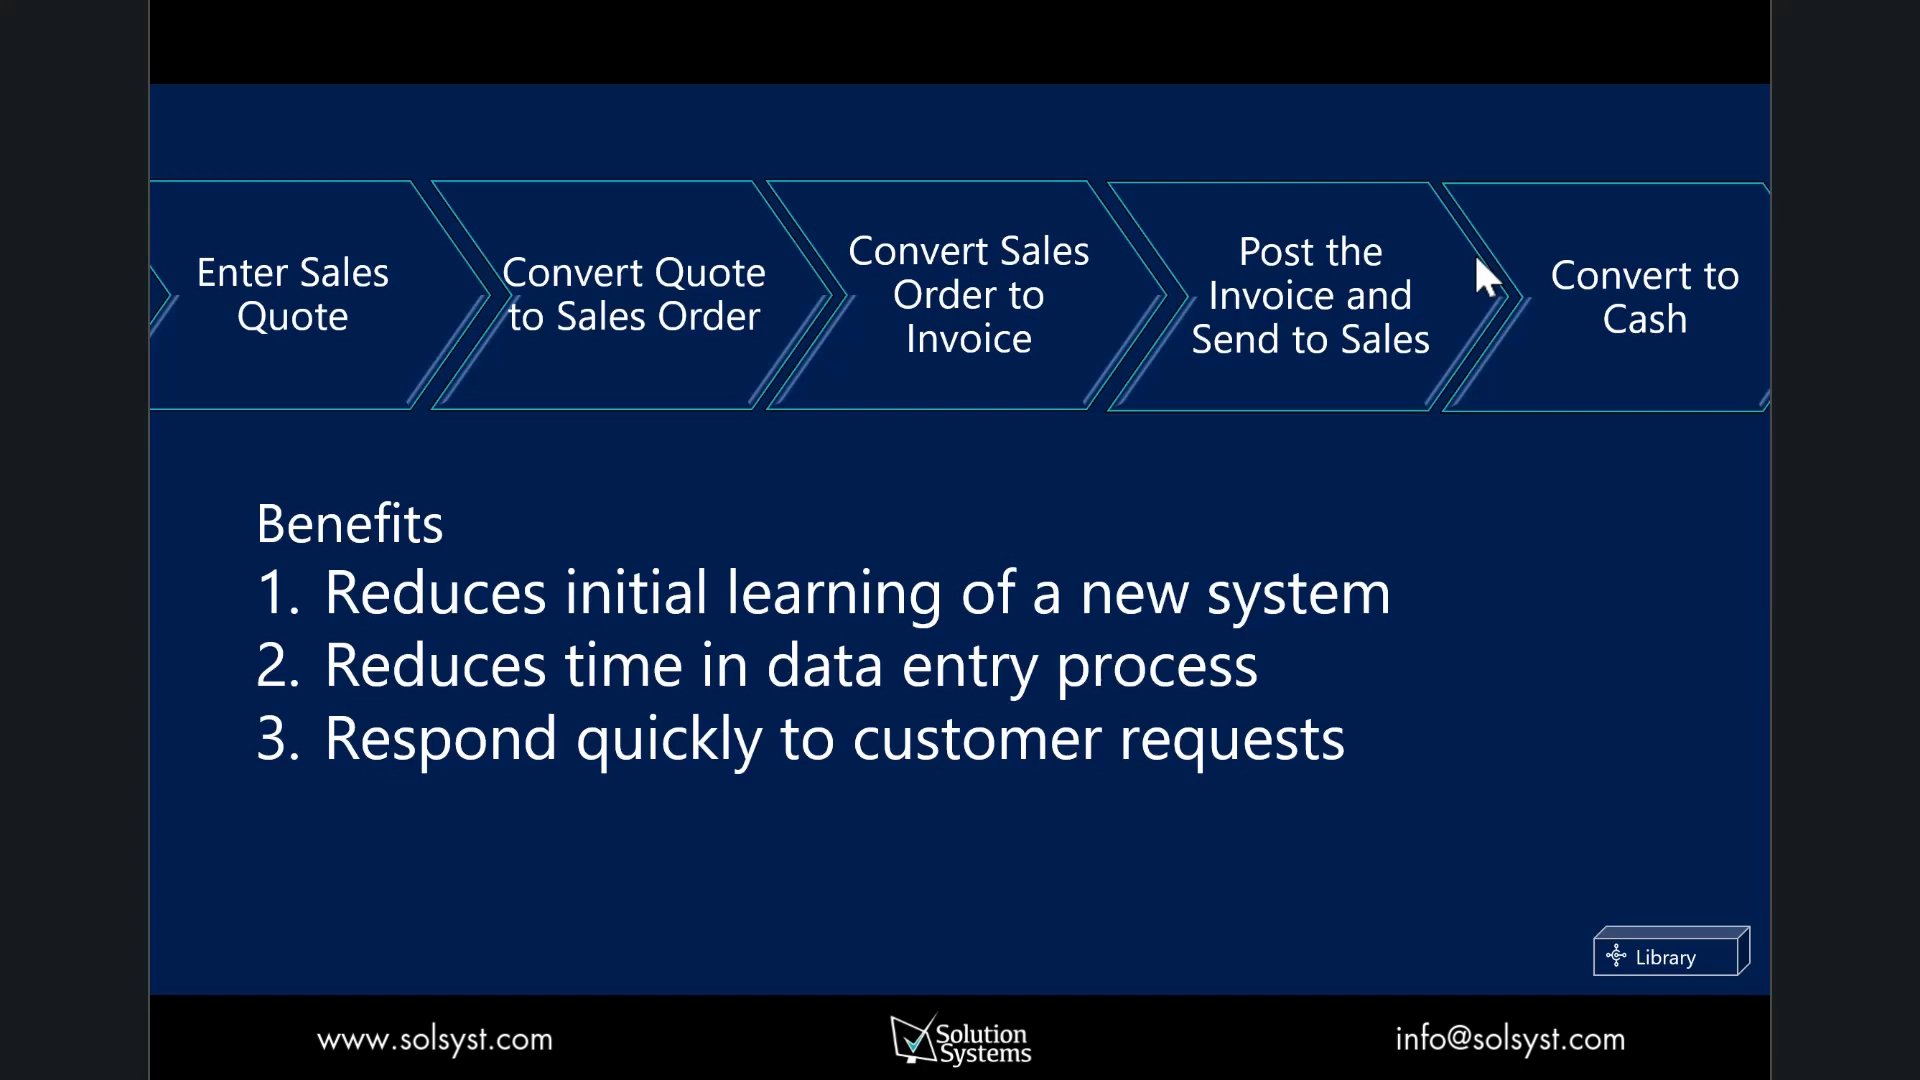 Enter Sales
Quote
Convert Quote
to Sales Order
Convert Sales
Order to
Invoice
Post the
Invoice and
Send to Sales
Convert to
Cash
Benefits
1. Reduces initial learning of a new system
2. Reduces time in data entry process
3. Respond quickly to customer requests
Library
www.solsyst.com
Solution
Systems
info@solsyst.com